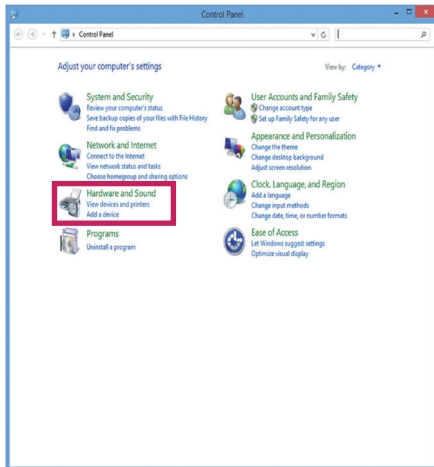 Control Panel
Control Panel
Adjust your computer's settings
View by: Category
System and Security
Review your computer's status
Save backup copies of your files with File History
Find and fix problems
Network and Internet
Connect to the Internet
View network status and tasks
Choose homegroup and sharing options
Hardware and Sound
View devices and printers
Add a device
Programs
Uninstall a program
User Accounts and Family Safety
Change account type
Set up Family Safety for any user
Appearance and Personalization
Change the theme
Change desktop background
Adjust screen resolution
Clock, Language, and Region
Add a language
Change input methods
Change date, time, or number formats
Ease of Access
Let Windows suggest settings
Optimize visual display